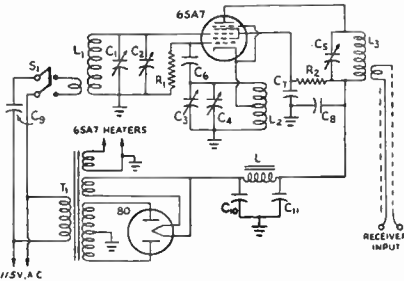 6SA7
S1
L1
C1
C2
R1
C6
C3
C4
L2
C7
R2
C5
L3
C8
C9
6SA7 HEATERS
T1
80
L
C10
C11
115V, A C
RECEIVER
INPUT